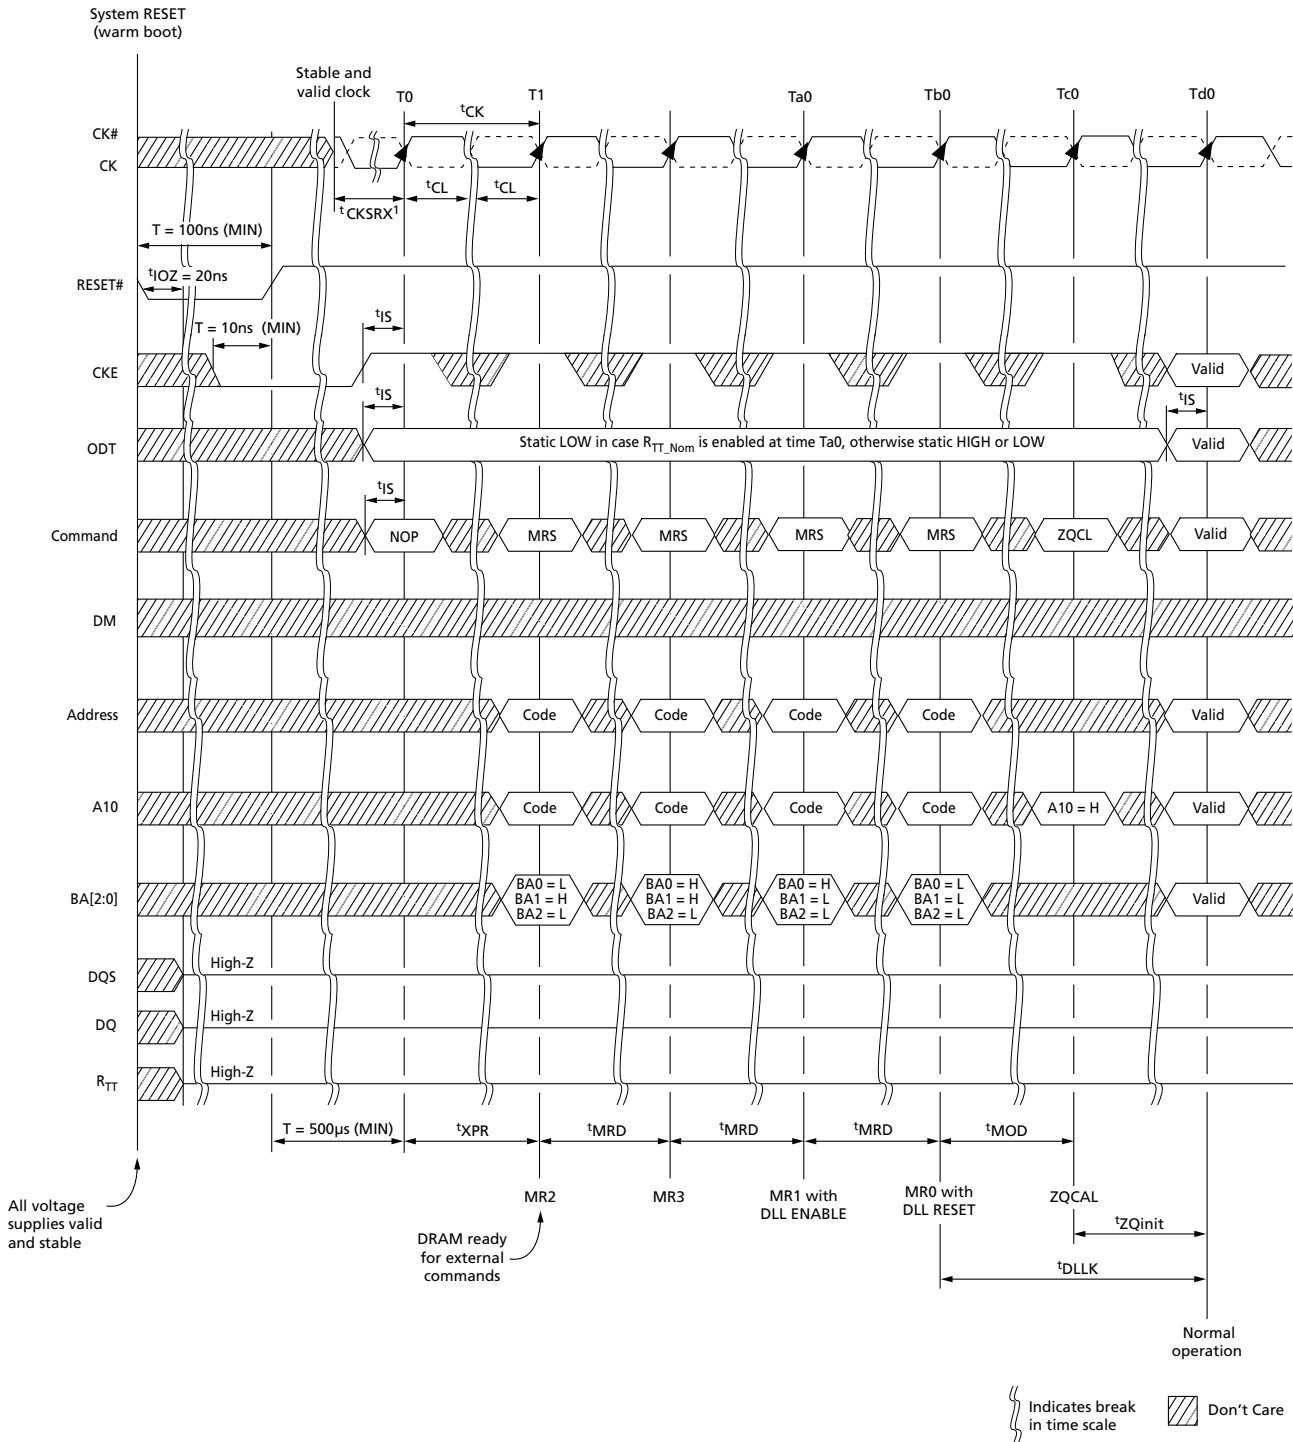 System RESET
(warm boot)
Stable and
valid clock
T0
T1
Ta0
Tb0
Tc0
Td0
tCK
CK#
CK
tCL
tCL
tCKSRX1
T = 100ns (MIN)
tIOZ = 20ns
RESET#
T = 10ns (MIN)
tIS
CKE
Valid
tIS
tIS
ODT
Static LOW in case RTT_Nom is enabled at time Ta0, otherwise static HIGH or LOW
Valid
tIS
Command
NOP
MRS
MRS
MRS
MRS
ZQCL
Valid
DM
Address
Code
Code
Code
Code
Valid
A10
Code
Code
Code
Code
A10 = H
Valid
BA[2:0]
BA0 = L
BA1 = H
BA2 = L
BA0 = H
BA1 = H
BA2 = L
BA0 = H
BA1 = L
BA2 = L
BA0 = L
BA1 = L
BA2 = L
Valid
DQS
High-Z
DQ
High-Z
RTT
High-Z
T = 500μs (MIN)
tXPR
tMRD
tMRD
tMRD
tMOD
All voltage
supplies valid
and stable
MR2
MR3
MR1 with
DLL ENABLE
MR0 with
DLL RESET
ZQCAL
tZQinit
DRAM ready
for external
commands
tDLLK
Normal
operation
Indicates break
in time scale
Don't Care